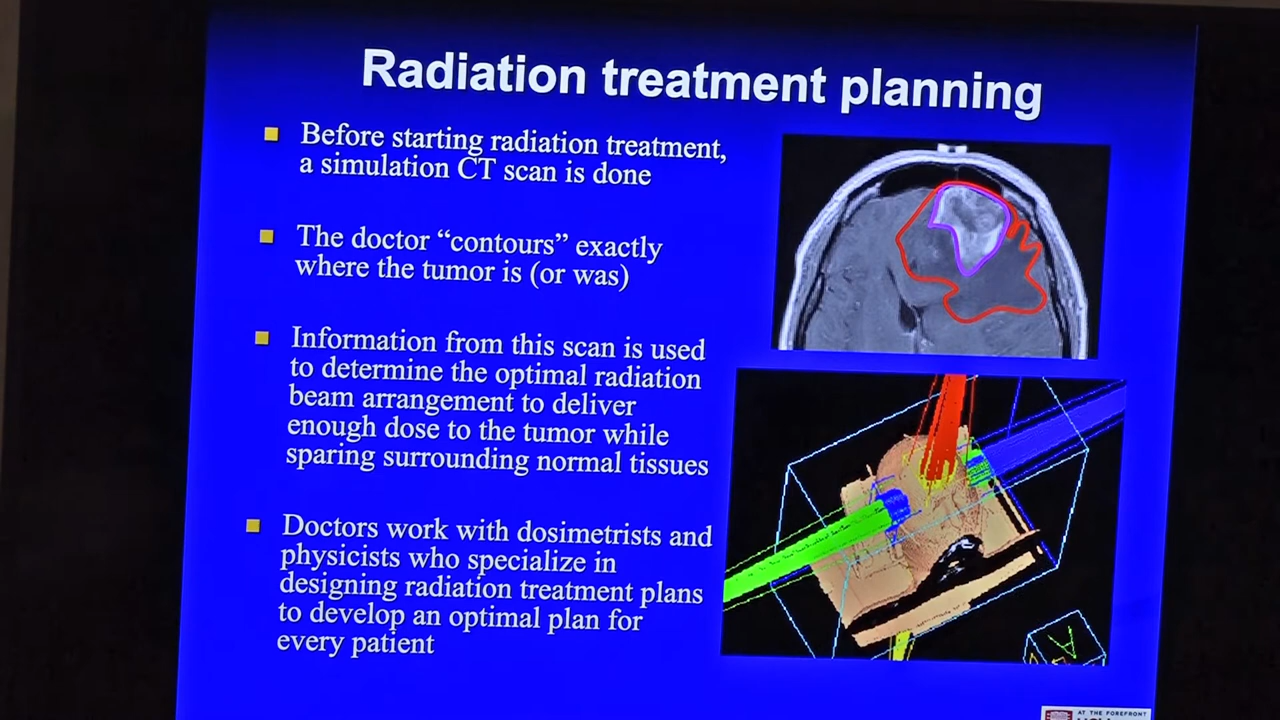 Radiation treatment planning
Before starting radiation treatment,
a simulation CT scan is done
The doctor “contours” exactly
where the tumor is (or was)
Information from this scan is used
to determine the optimal radiation
beam arrangement to deliver
enough dose to the tumor while
sparing surrounding normal tissues
Doctors work with dosimetrists and
physicists who specialize in
designing radiation treatment plans
to develop an optimal plan for
every patient
A
AT THE FOREFRONT